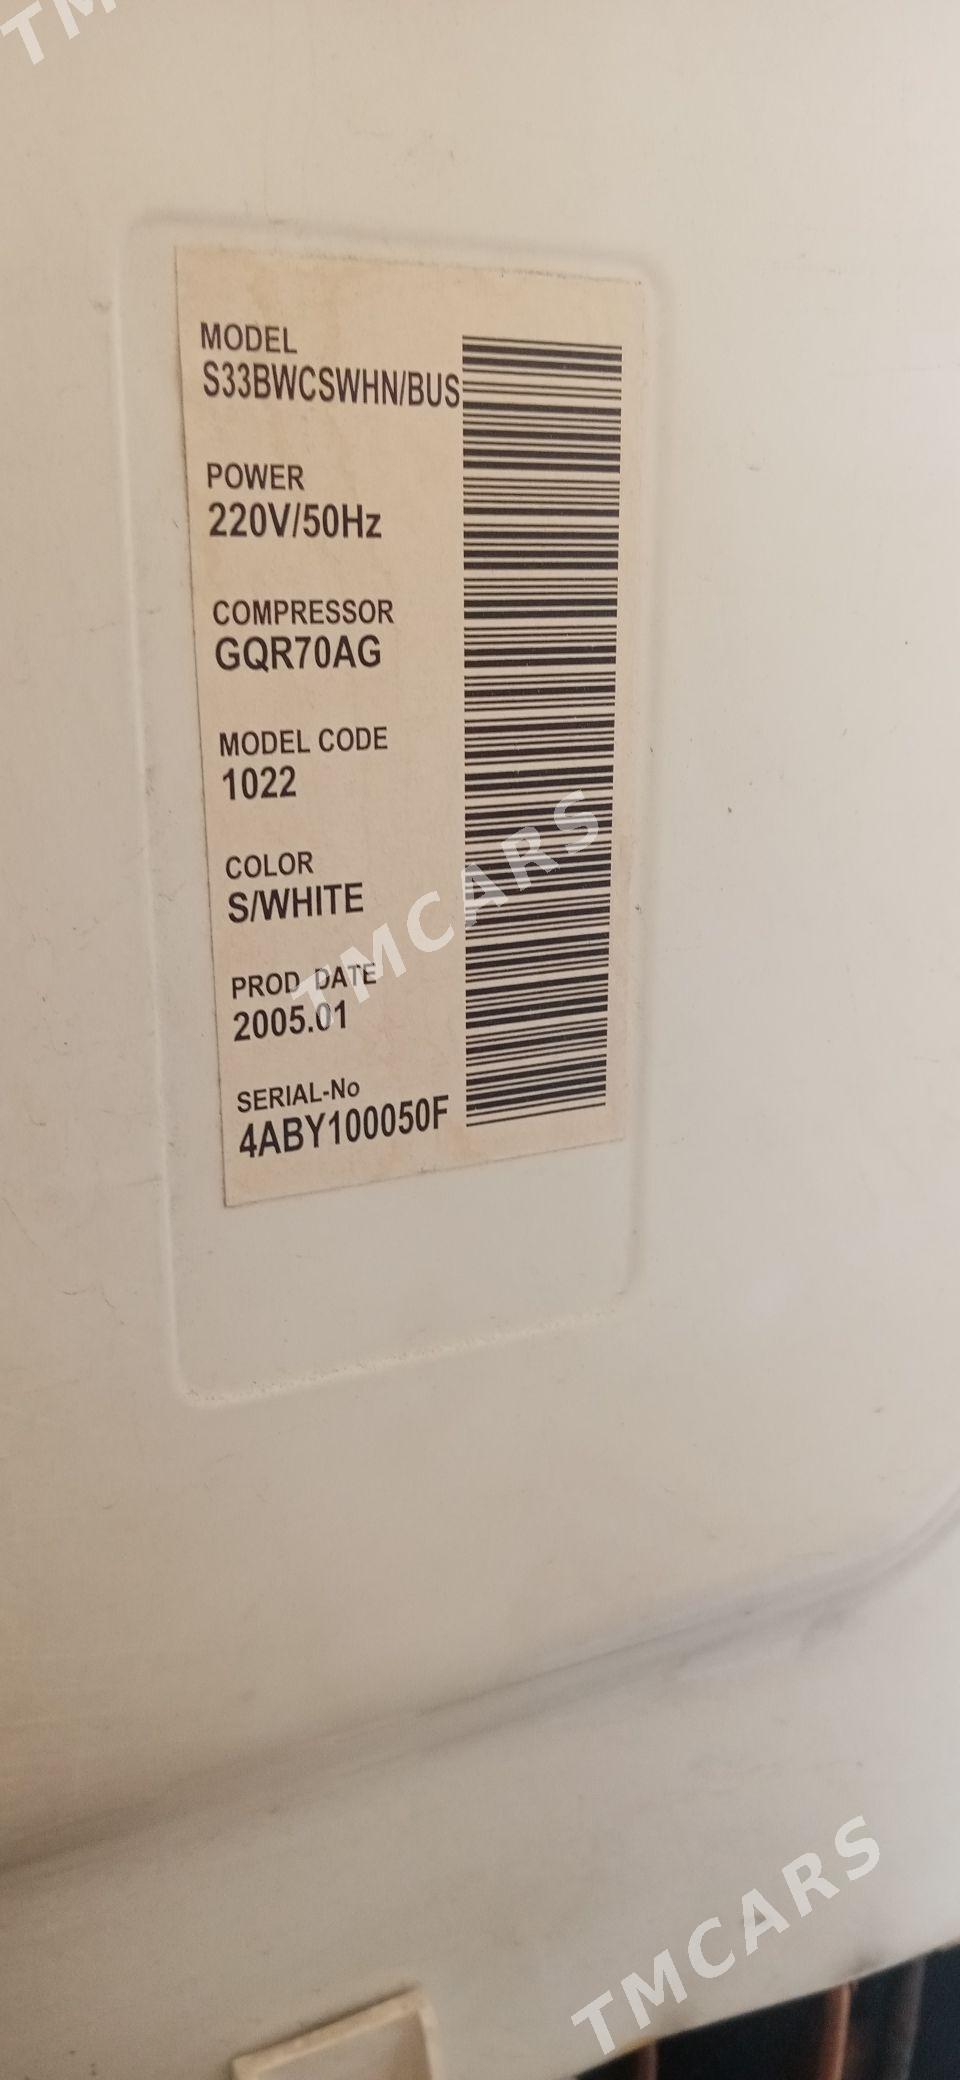 TM
MODEL
S33BWCSWHN/BUS
POWER
220V/50Hz
COMPRESSOR
GQR70AG
MODEL CODE
1022
COLOR
S/WHITE
PROD DATE
2005.01
SERIAL-No
4ABY100050F
TMCARS
TMCARS